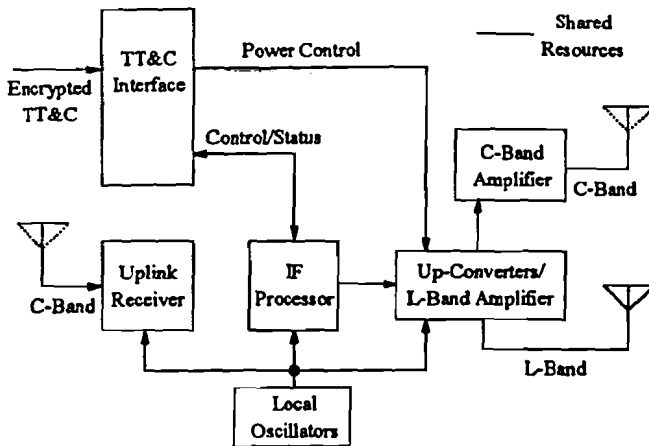 Shared
Resources
TT&C
Interface
Power Control
Encrypted
TT&C
Control/Status
C-Band
Amplifier
C-Band
Uplink
Receiver
C-Band
IF
Processor
Up-Converters/
L-Band Amplifier
L-Band
Local
Oscillators